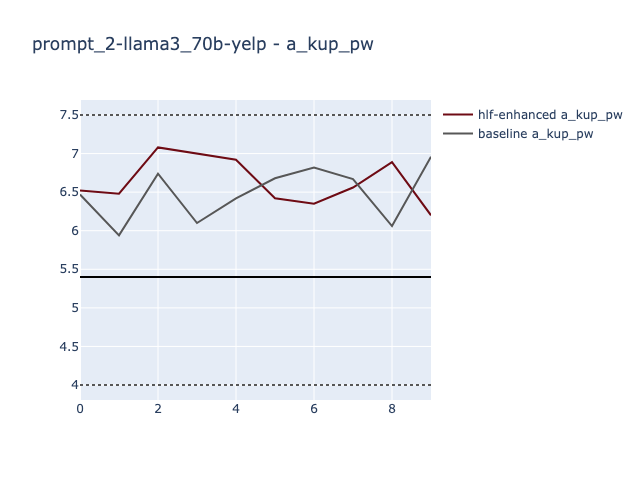 prompt_2-llama3_70b-yelp - a_kup_pw
hlf-enhanced a_kup_pw
baseline a_kup_pw
7.5
7
6.5
6
5.5
5
4.5
4
0 2 4 6 8